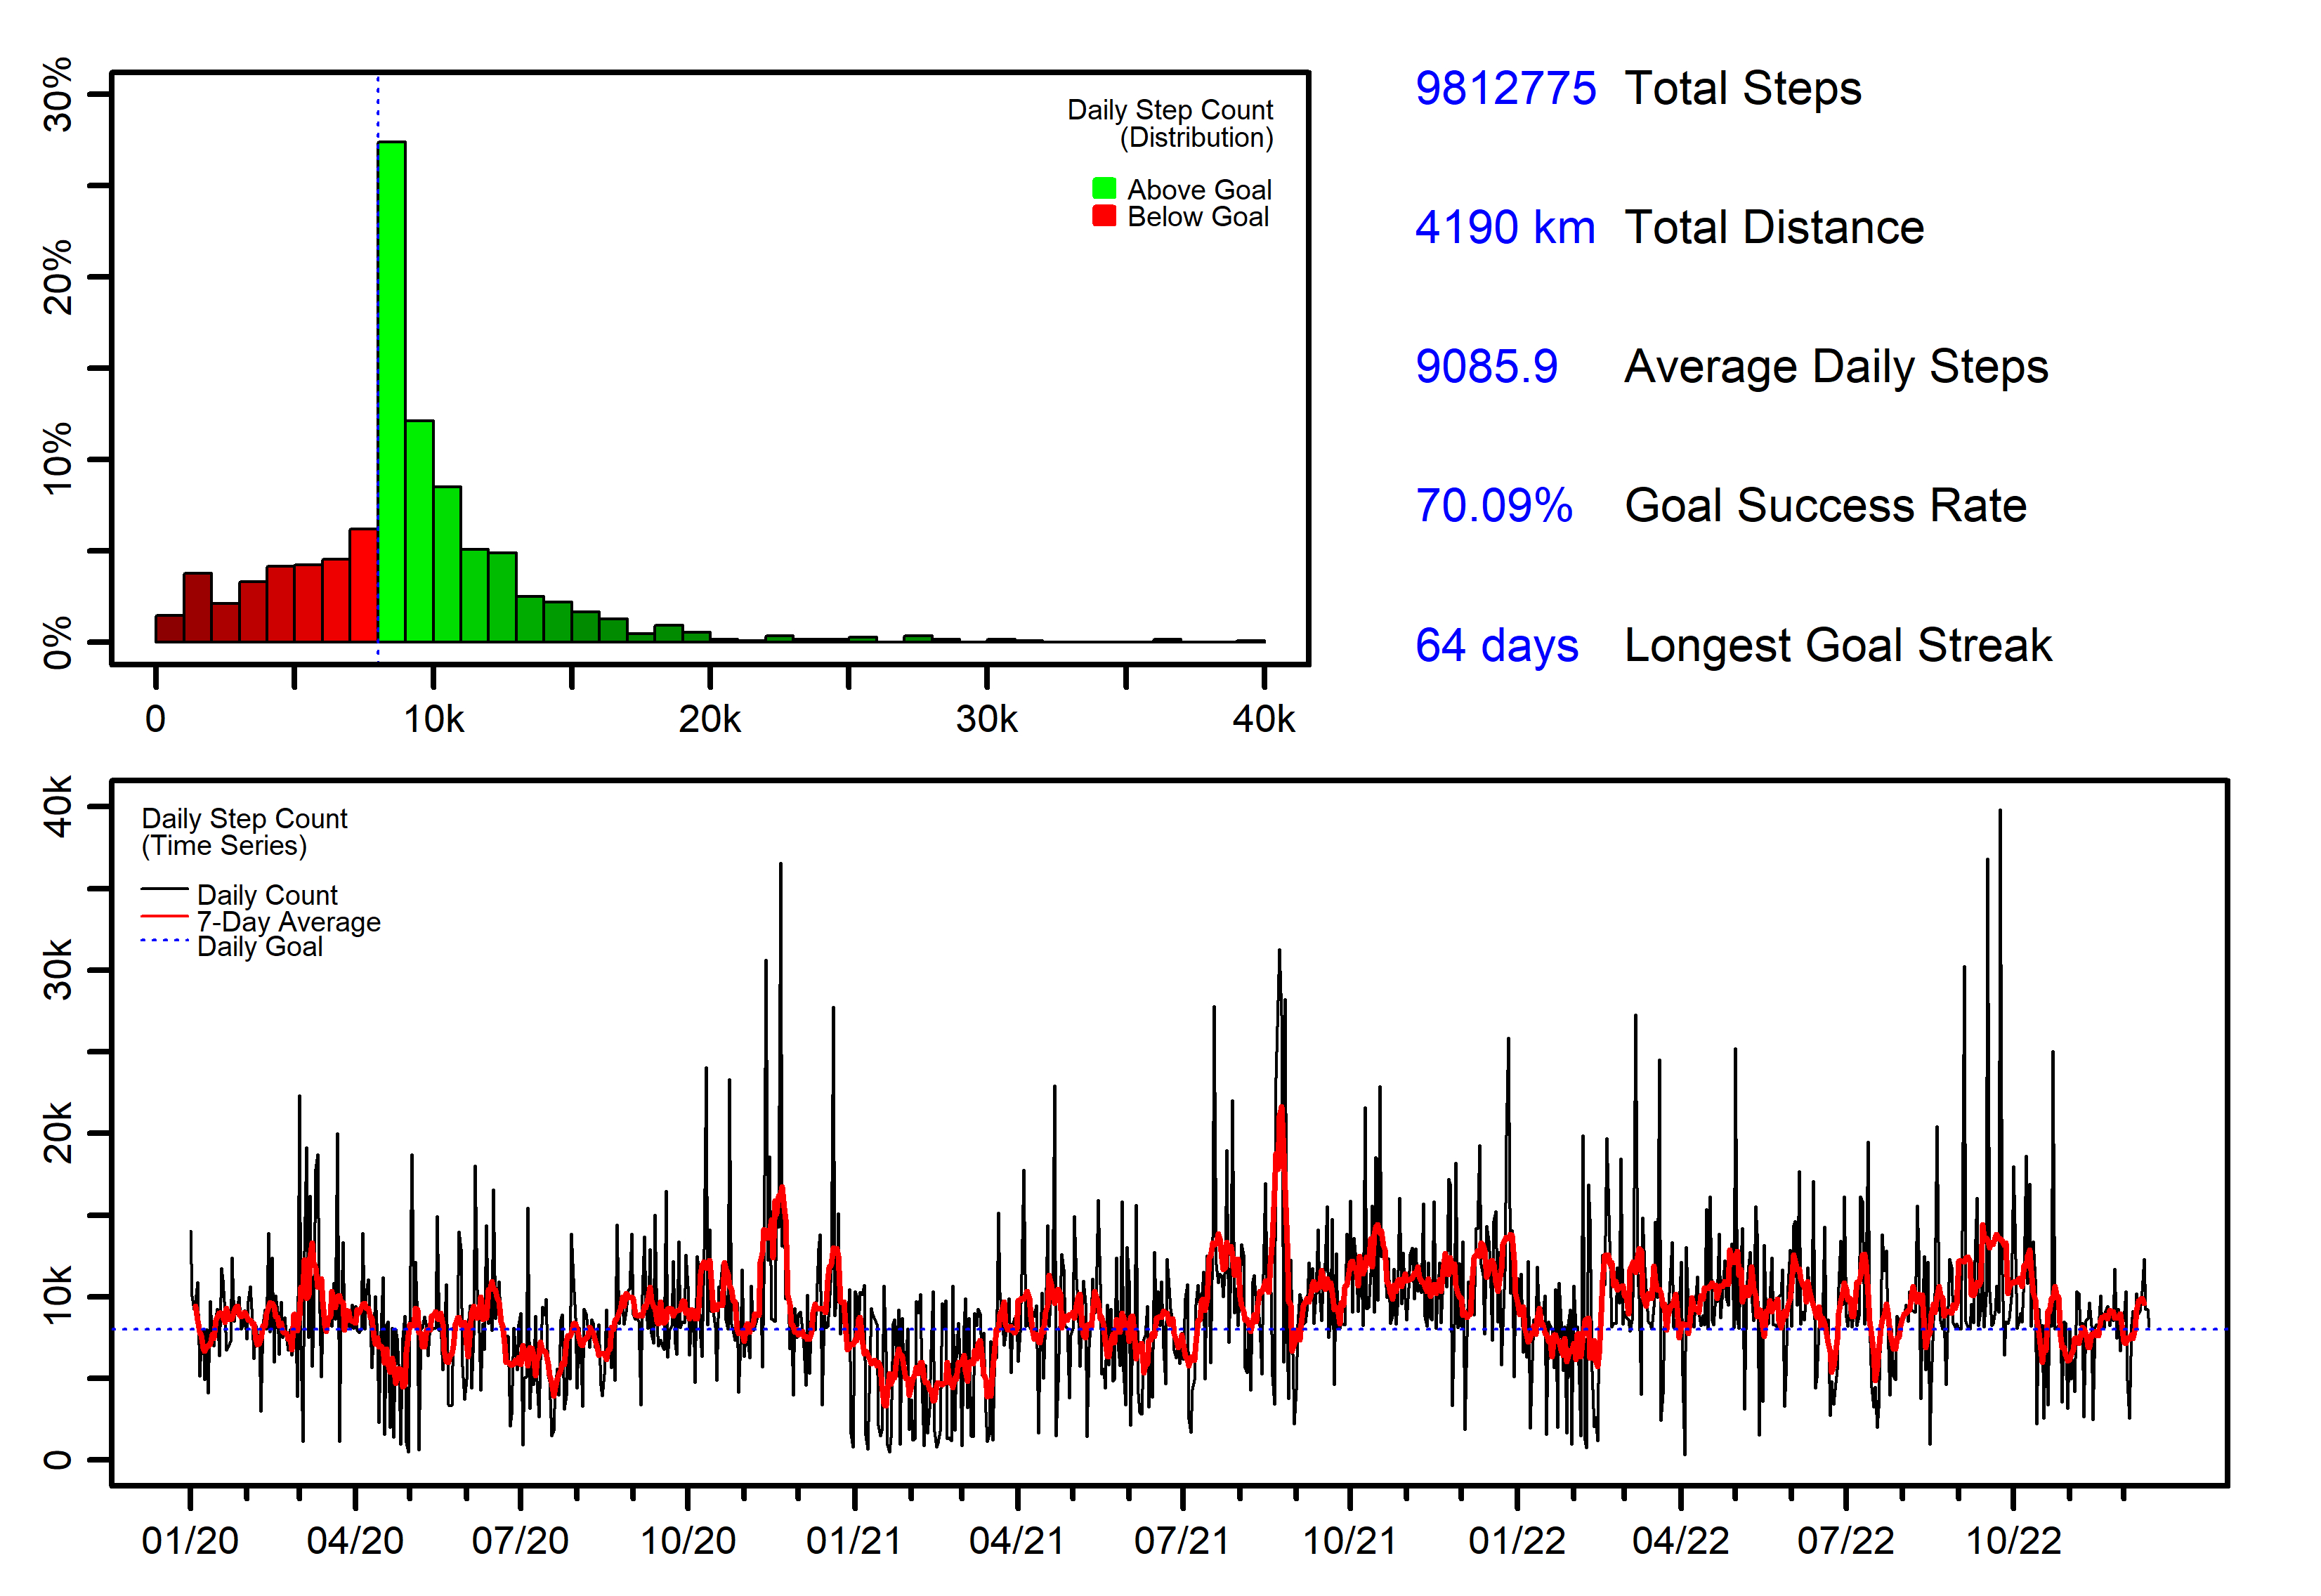 30%
20%
10%
0%
Daily Step Count
(Distribution)
Above Goal
Below Goal
0 10k 20k 30k 40k
9812775 Total Steps
4190 km Total Distance
9085.9 Average Daily Steps
70.09% Goal Success Rate
64 days Longest Goal Streak
40k
30k
20k
10k
0
Daily Step Count
(Time Series)
Daily Count
7-Day Average
Daily Goal
01/20 04/20 07/20 10/20 01/21 04/21 07/21 10/21 01/22 04/22 07/22 10/22